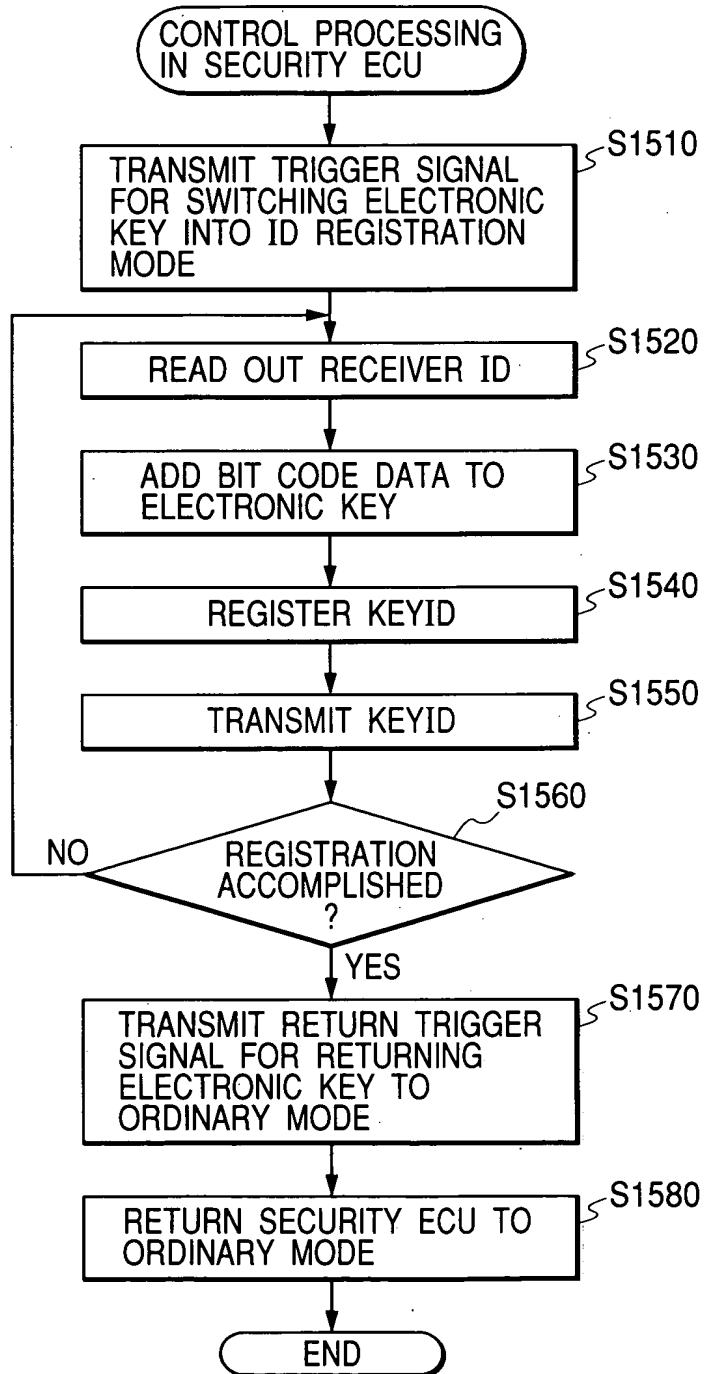 CONTROL PROCESSING
IN SECURITY ECU
S1510
TRANSMIT TRIGGER SIGNAL
FOR SWITCHING ELECTRONIC
KEY INTO ID REGISTRATION
MODE
S1520
READ OUT RECEIVER ID
S1530
ADD BIT CODE DATA TO
ELECTRONIC KEY
S1540
REGISTER KEYID
S1550
TRANSMIT KEYID
S1560
NO
REGISTRATION
ACCOMPLISHED
?
YES
S1570
TRANSMIT RETURN TRIGGER
SIGNAL FOR RETURNING
ELECTRONIC KEY TO
ORDINARY MODE
S1580
RETURN SECURITY ECU TO
ORDINARY MODE
END